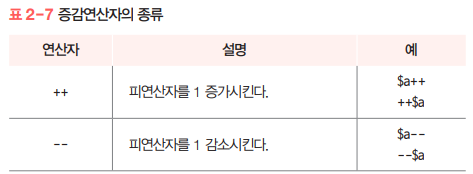 표 2-7 증감연산자의 종류
연산자 설명 예
++ 피연산자를 1 증가시킨다. $a++
++$a
-- 피연산자를 1 감소시킨다. $a--
--$a